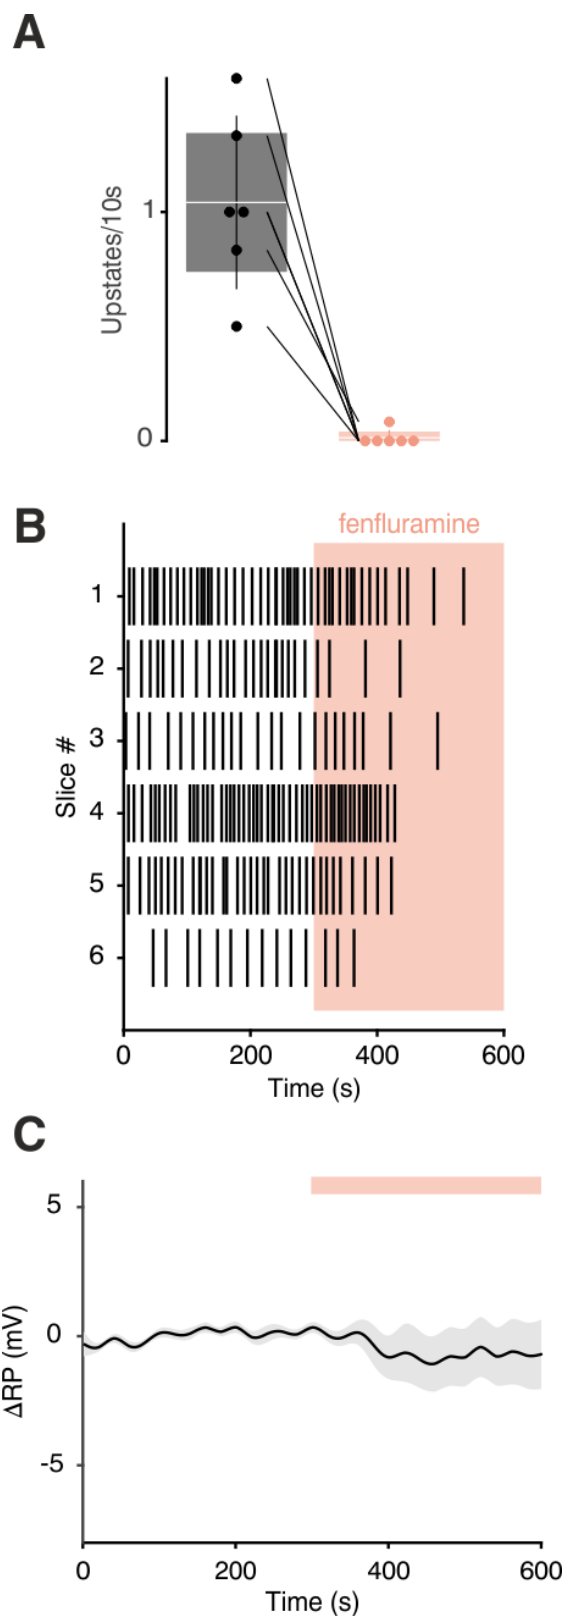 A
Upstates/10s
1
0
B
fenfluramine
Slice #
1
2
3
4
5
6
0 200 400 600
Time (s)
C
ΔRP (mV)
5
0
-5
0 200 400 600
Time (s)